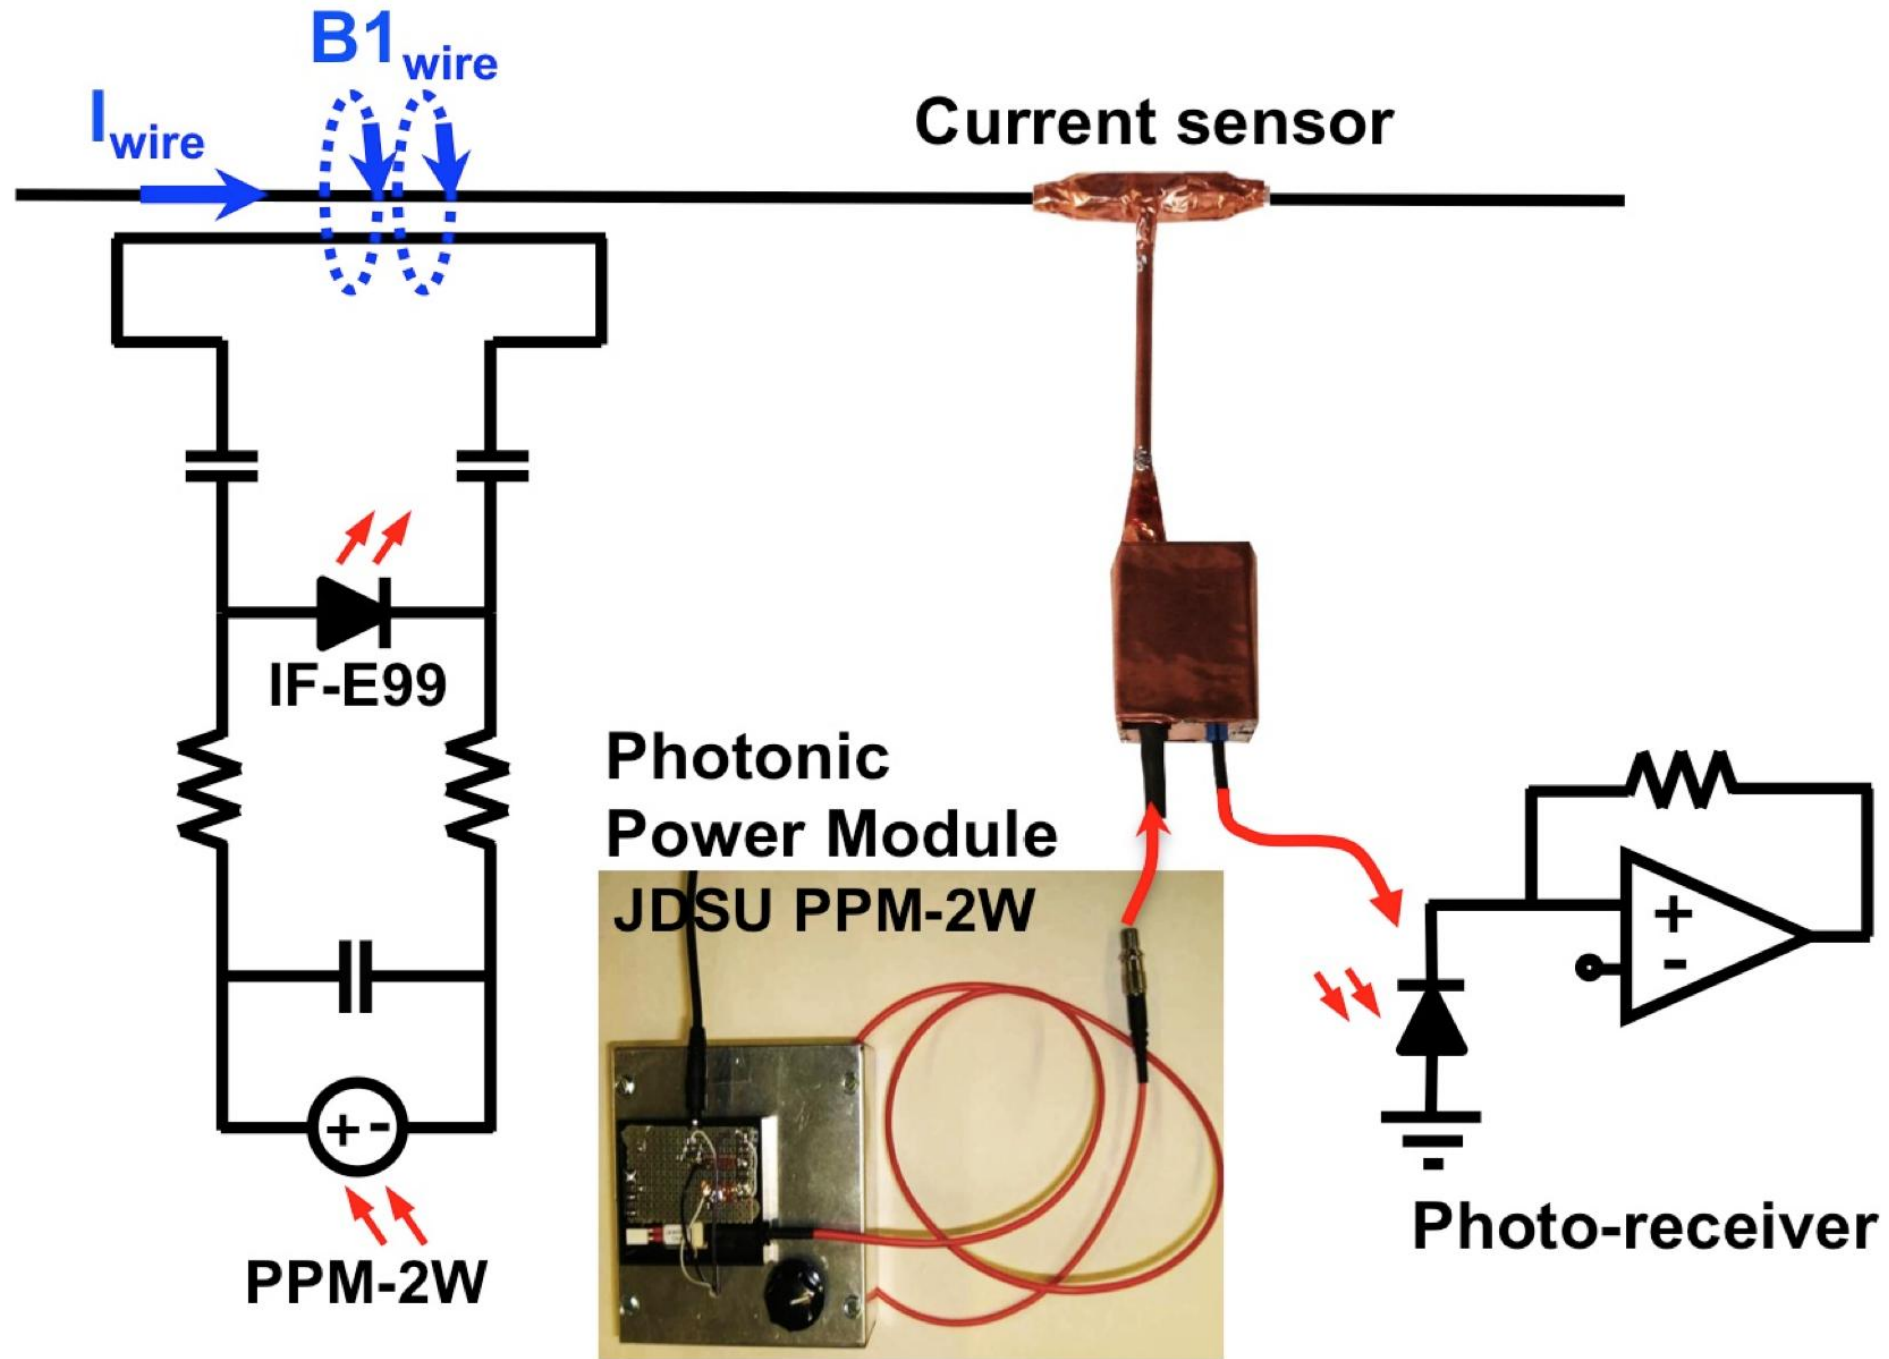 B1wire
Iwire
Current sensor
IF-E99
Photonic
Power Module
JDSU PPM-2W
+
-
+ -
Photo-receiver
PPM-2W